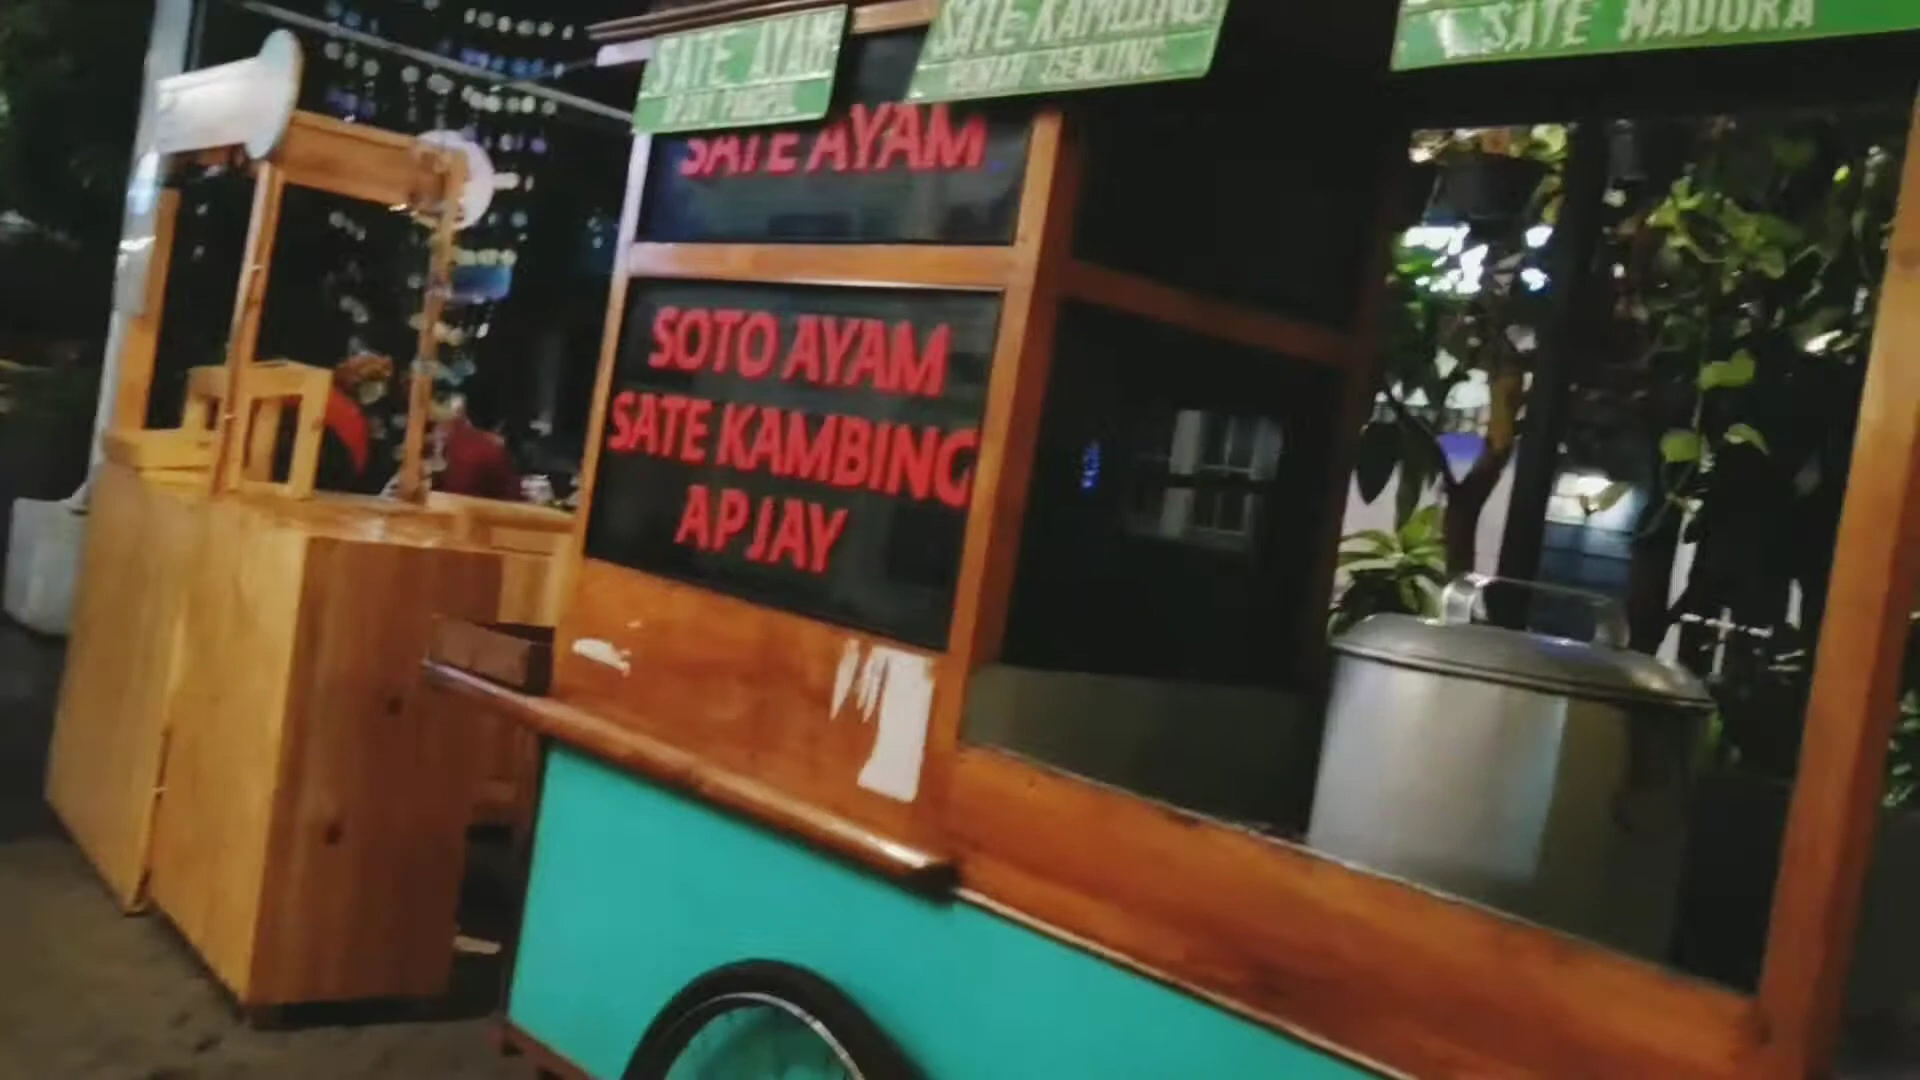 SATE AYAM
SATE KAMBING
SATE MADURA
SATE AYAM
SOTO AYAM
SATE KAMBING
AP JAY